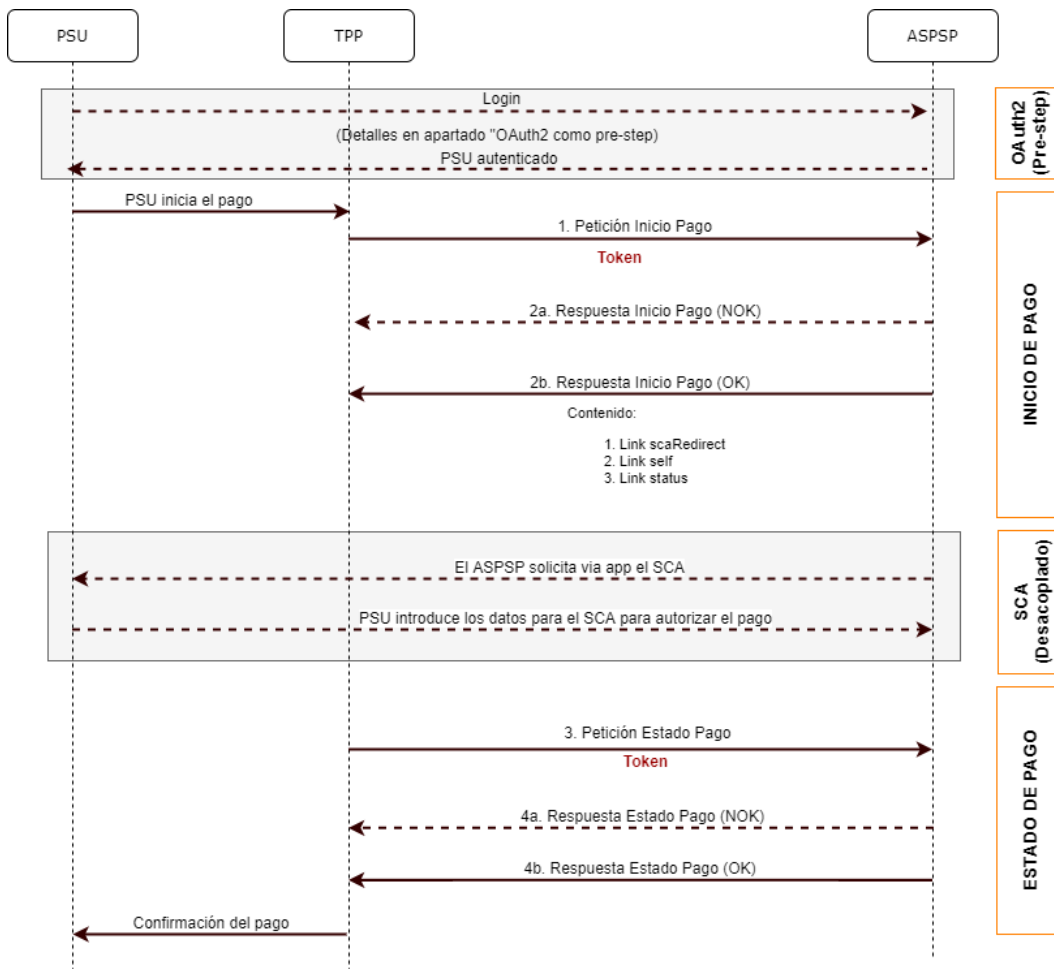 PSU
TPP
ASPSP
Login
(Detalles en apartado "OAuth2 como pre-step)
PSU autenticado
OAuth2
(Pre-step)
PSU inicia el pago
1. Petición Inicio Pago
Token
2a. Respuesta Inicio Pago (NOK)
2b. Respuesta Inicio Pago (OK)
Contenido:
1. Link scaRedirect
2. Link self
3. Link status
INICIO DE PAGO
El ASPSP solicita via app el SCA
PSU introduce los datos para el SCA para autorizar el pago
SCA
(Desacoplado)
3. Petición Estado Pago
Token
4a. Respuesta Estado Pago (NOK)
4b. Respuesta Estado Pago (OK)
Confirmación del pago
ESTADO DE PAGO